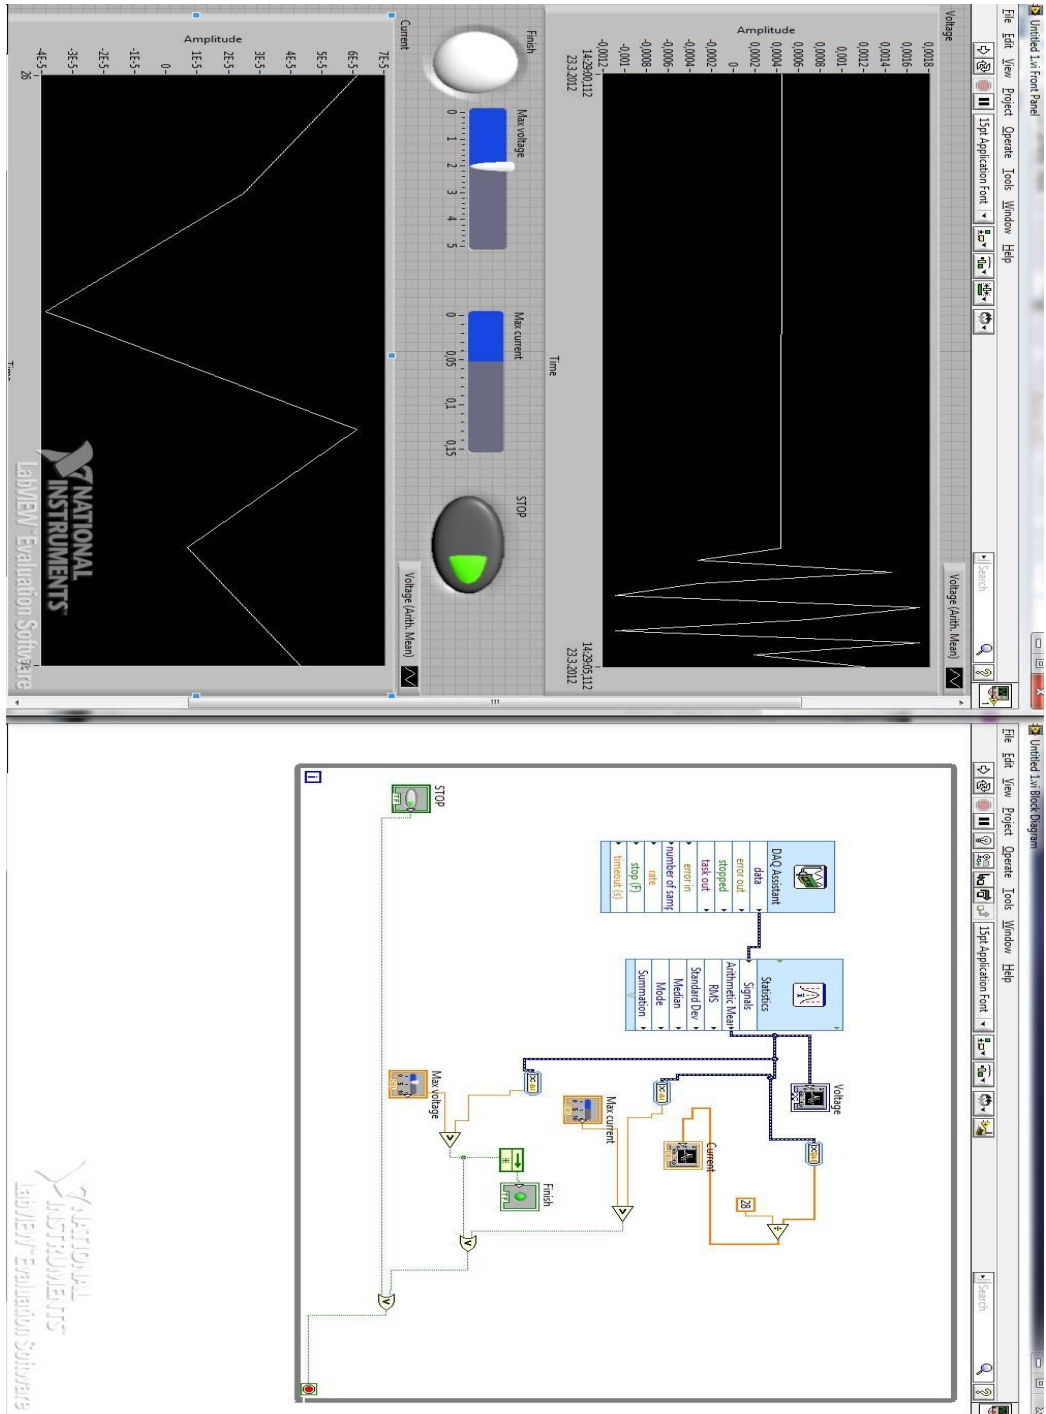 Untitled 1.vi Front Panel
File Edit View Project Operate Tools Window Help
15pt Application Font
Search
Voltage
Voltage (Arith. Mean)
Amplitude
0,0018
0,0016
0,0014
0,0012
0,001
0,0008
0,0006
0,0004
0,0002
0
-0,0002
-0,0004
-0,0006
-0,0008
-0,001
-0,0012
14:29:00,112
23.3.2012
14:29:05,112
23.3.2012
Time
Finish
Max voltage
0 1 2 3 4 5
Max current
0 0,05 0,1 0,15
STOP
Current
Voltage (Arith. Mean)
Amplitude
7E-5
6E-5
5E-5
4E-5
3E-5
2E-5
1E-5
0
-1E-5
-2E-5
-3E-5
-4E-5
26
Time
NATIONAL
INSTRUMENTS
LabVIEW Evaluation Software
Untitled 1.vi Block Diagram
File Edit View Project Operate Tools Window Help
15pt Application Font
Search
DAQ Assistant
data
error out
stopped
task out
error in
number of samp
rate
stop (F)
timeout (s)
Statistics
Signals
Arithmetic Mean
RMS
Standard Dev
Median
Mode
Summation
Voltage
Current
28
Max current
Finish
TF
Max voltage
STOP
TF
i
NATIONAL
INSTRUMENTS
LabVIEW Evaluation Software